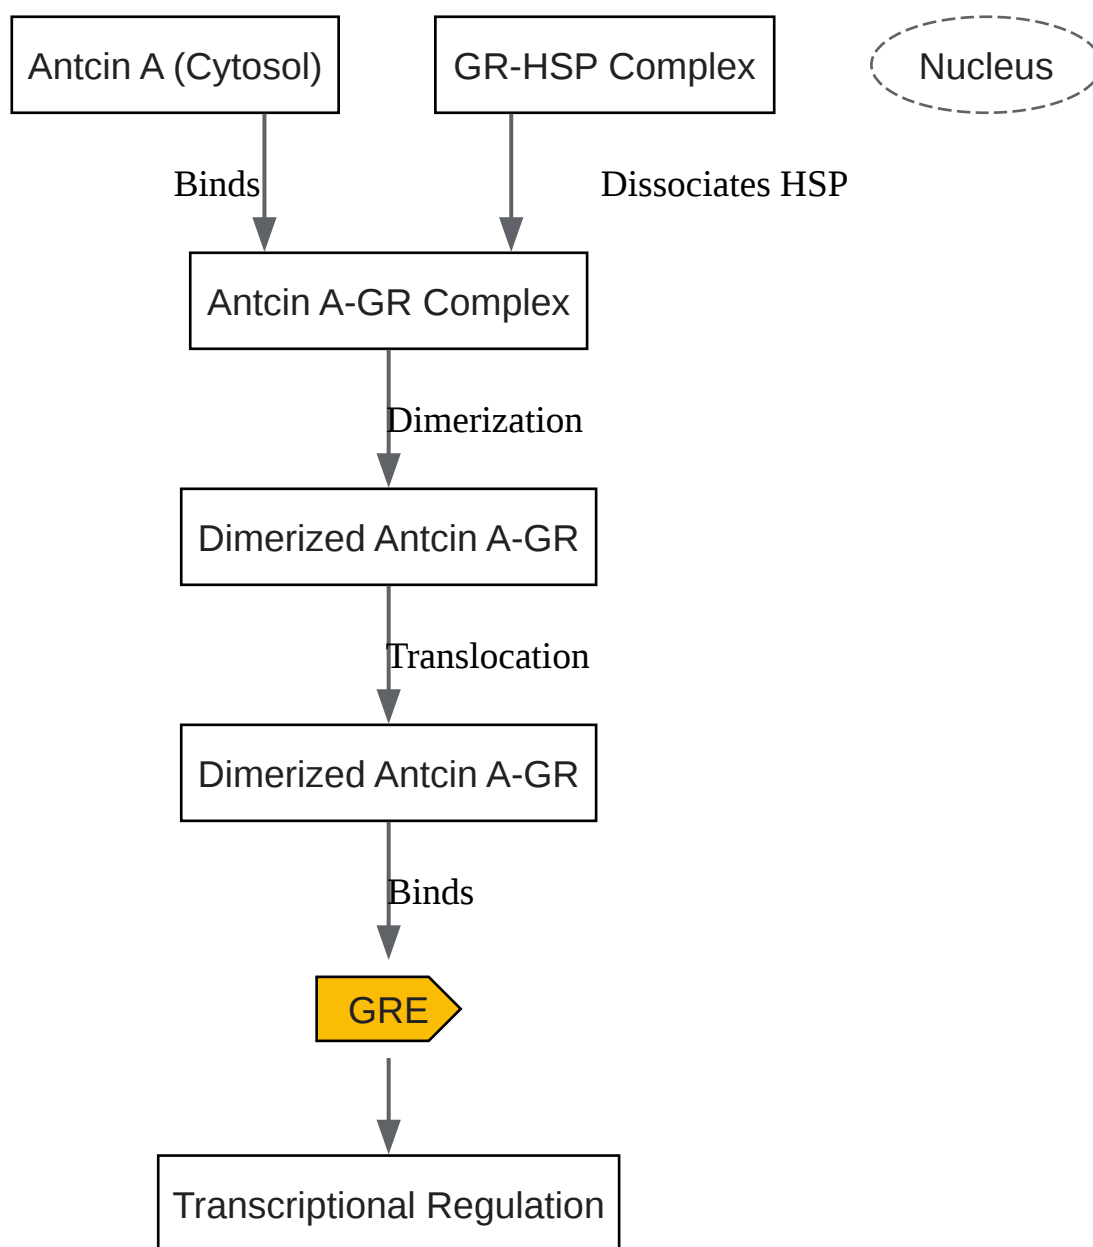 Antcin A (Cytosol)
GR-HSP Complex
Nucleus
Binds
Dissociates HSP
Antcin A-GR Complex
Dimerization
Dimerized Antcin A-GR
Translocation
Dimerized Antcin A-GR
Binds
GRE
Transcriptional Regulation